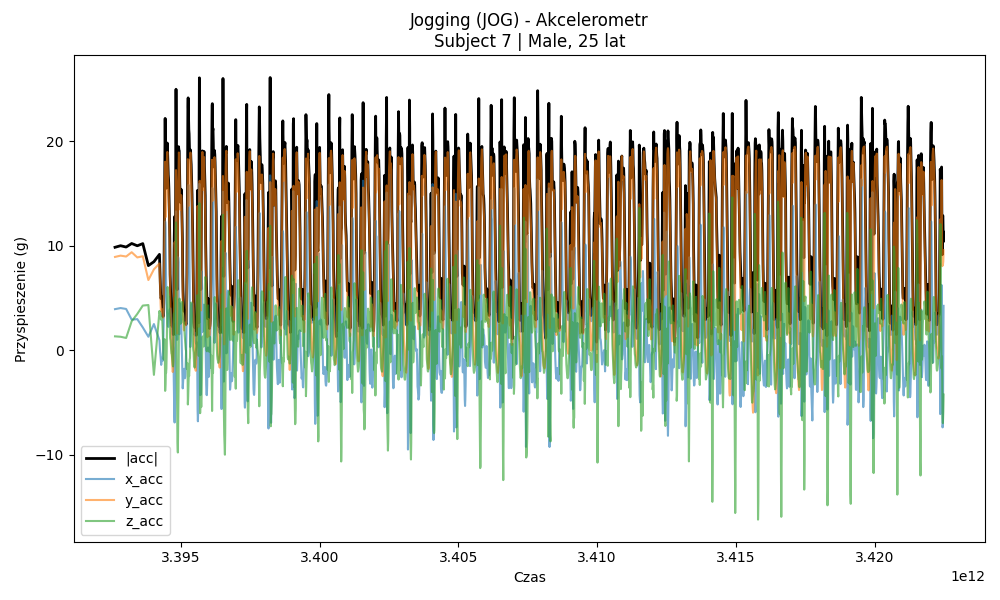 Jogging (JOG) - Akcelerometr
Subject 7 | Male, 25 lat
Przyspieszenie (g)
20
10
0
−10
|acc|
x_acc
y_acc
z_acc
3.395
3.400
3.405
3.410
3.415
3.420
1e12
Czas